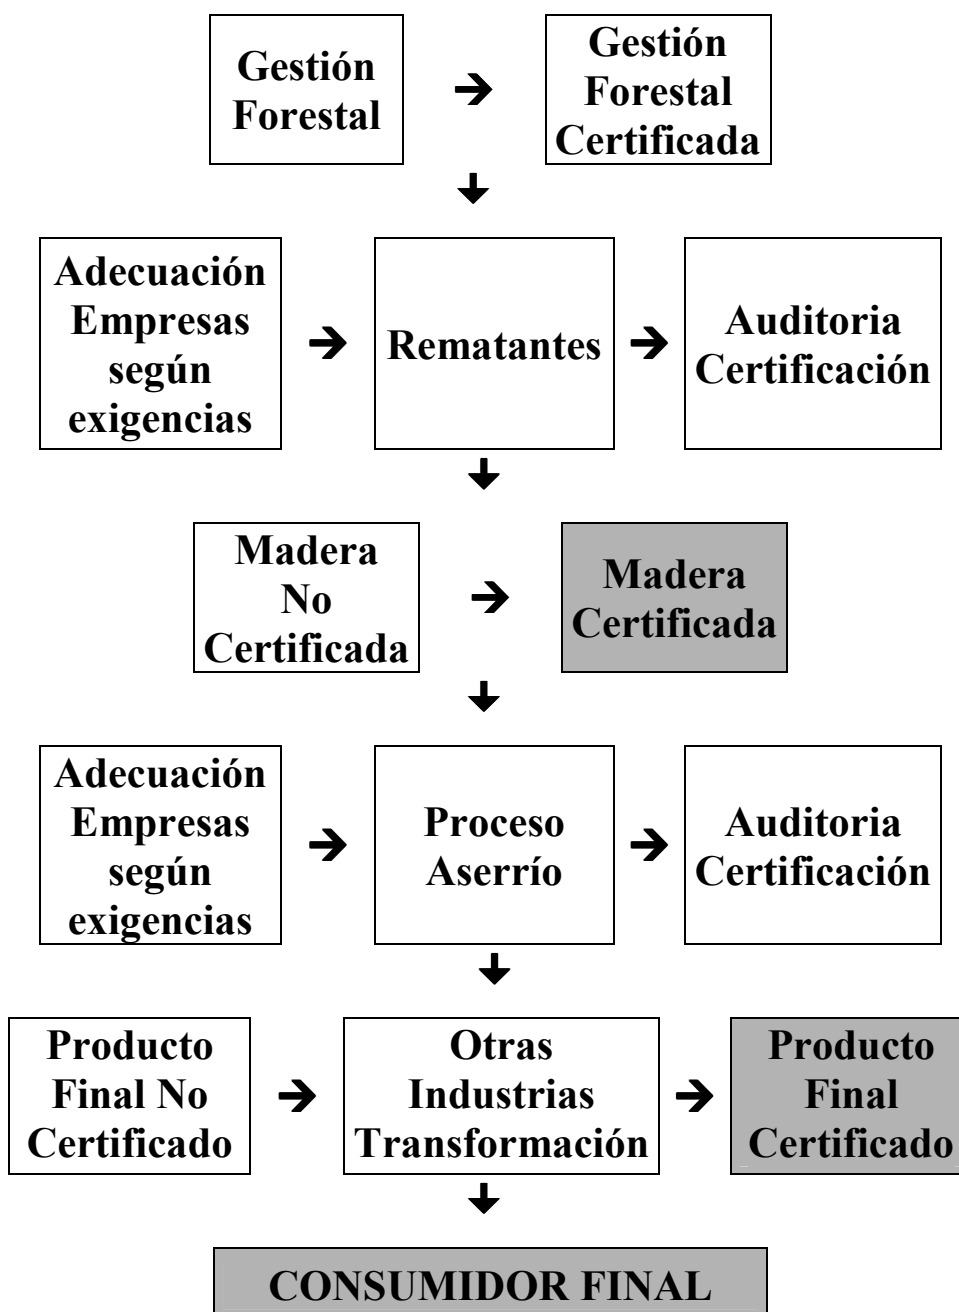 Gestión
Forestal
Gestión
Forestal
Certificada
Adecuación
Empresas
según
exigencias
Rematantes
Auditoria
Certificación
Madera
No
Certificada
Madera
Certificada
Adecuación
Empresas
según
exigencias
Proceso
Aserrío
Auditoria
Certificación
Producto
Final No
Certificado
Otras
Industrias
Transformación
Producto
Final
Certificado
CONSUMIDOR FINAL